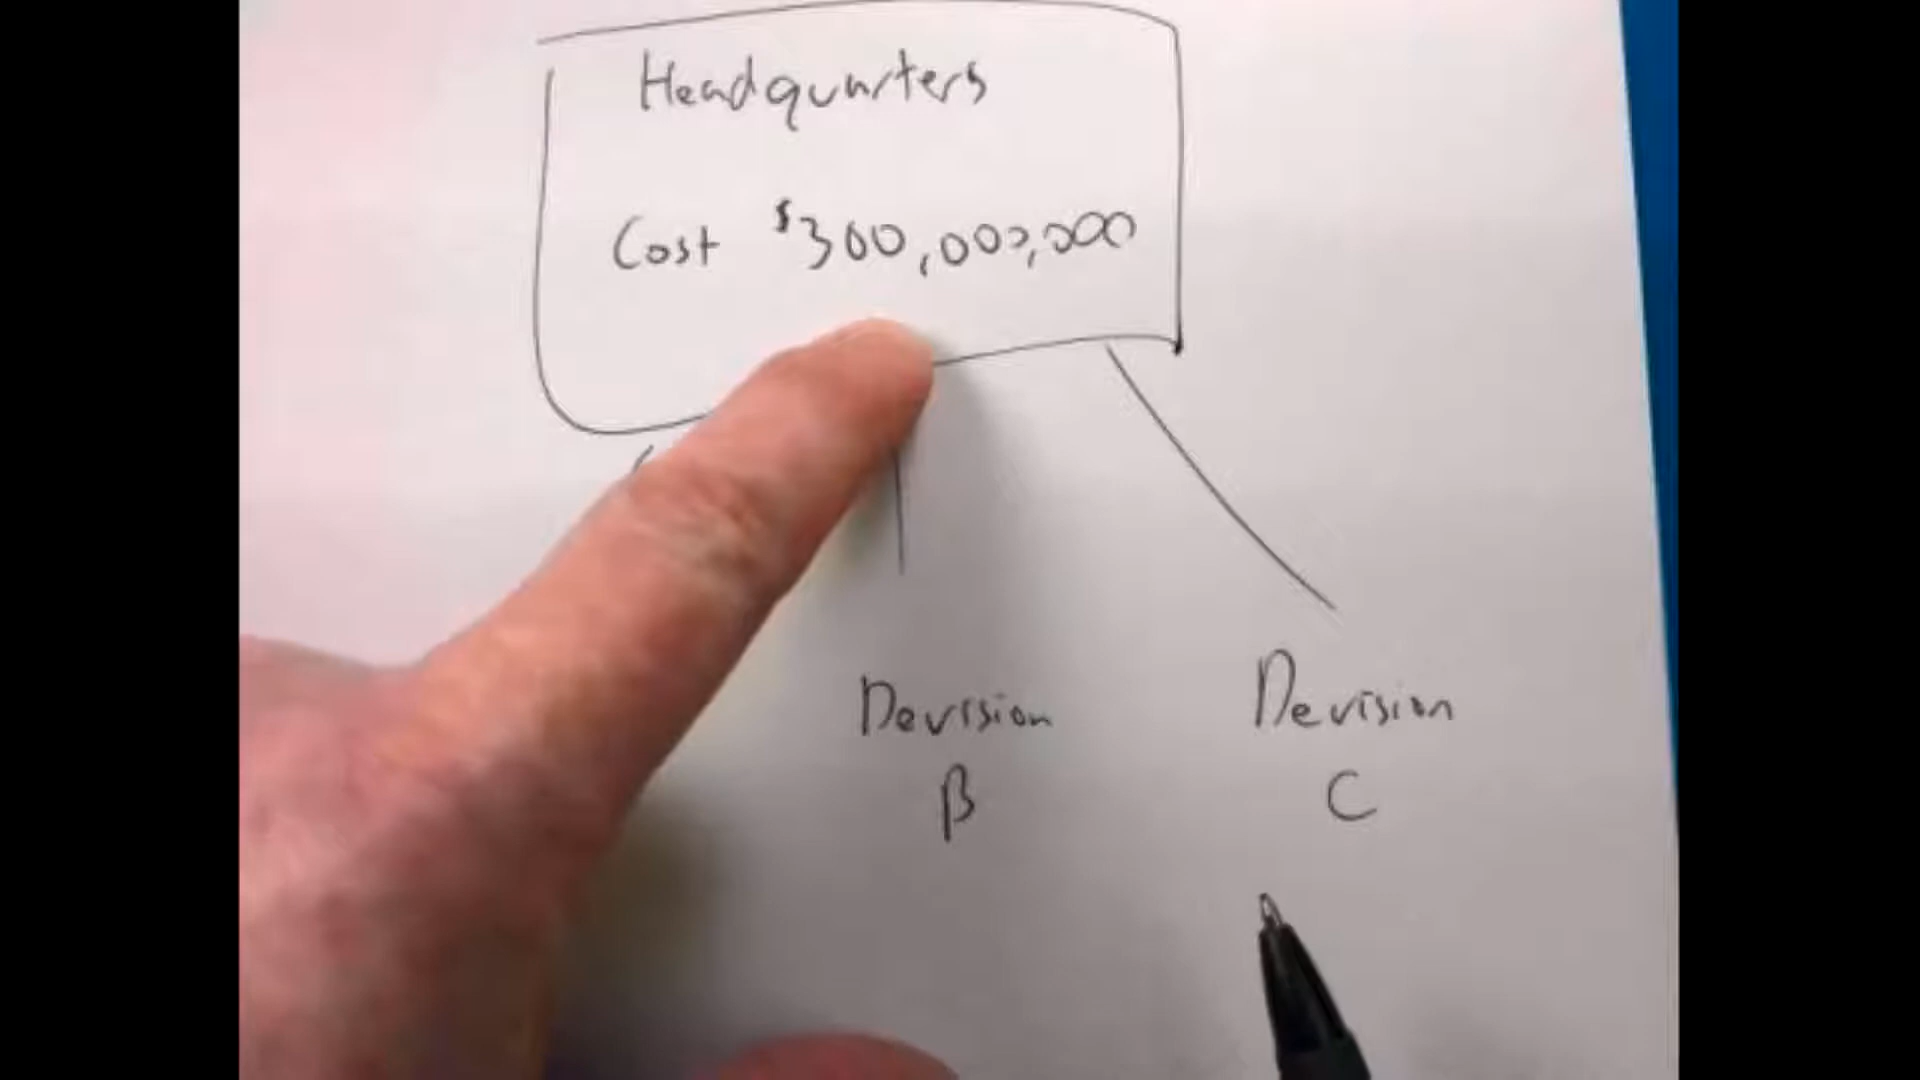 Headquarters
Cost $300,000,000
Devision
B
Devision
C